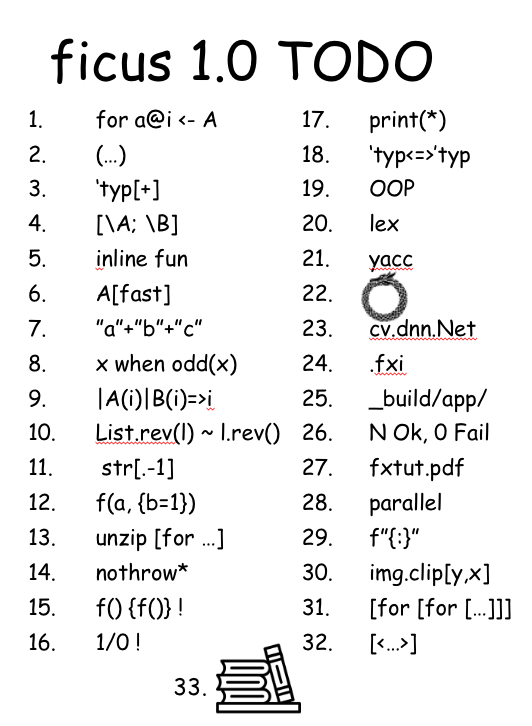 ficus 1.0 TODO
1. for a@i <- A
2. (…)
3. 'typ[+]
4. [\A; \B]
5. inline fun
6. A[fast]
7. "a"+"b"+"c"
8. x when odd(x)
9. |A(i)|B(i)=>i
10. List.rev(l) ~ l.rev()
11. str[.-1]
12. f(a, {b=1})
13. unzip [for …]
14. nothrow*
15. f() {f()} !
16. 1/0 !
17. print(*)
18. 'typ<=>'typ
19. OOP
20. lex
21. yacc
22.
23. cv.dnn.Net
24. .fxi
25. _build/app/
26. N Ok, 0 Fail
27. fxtut.pdf
28. parallel
29. f"{:}"
30. img.clip[y,x]
31. [for [for […]]]
32. [<…>]
33.